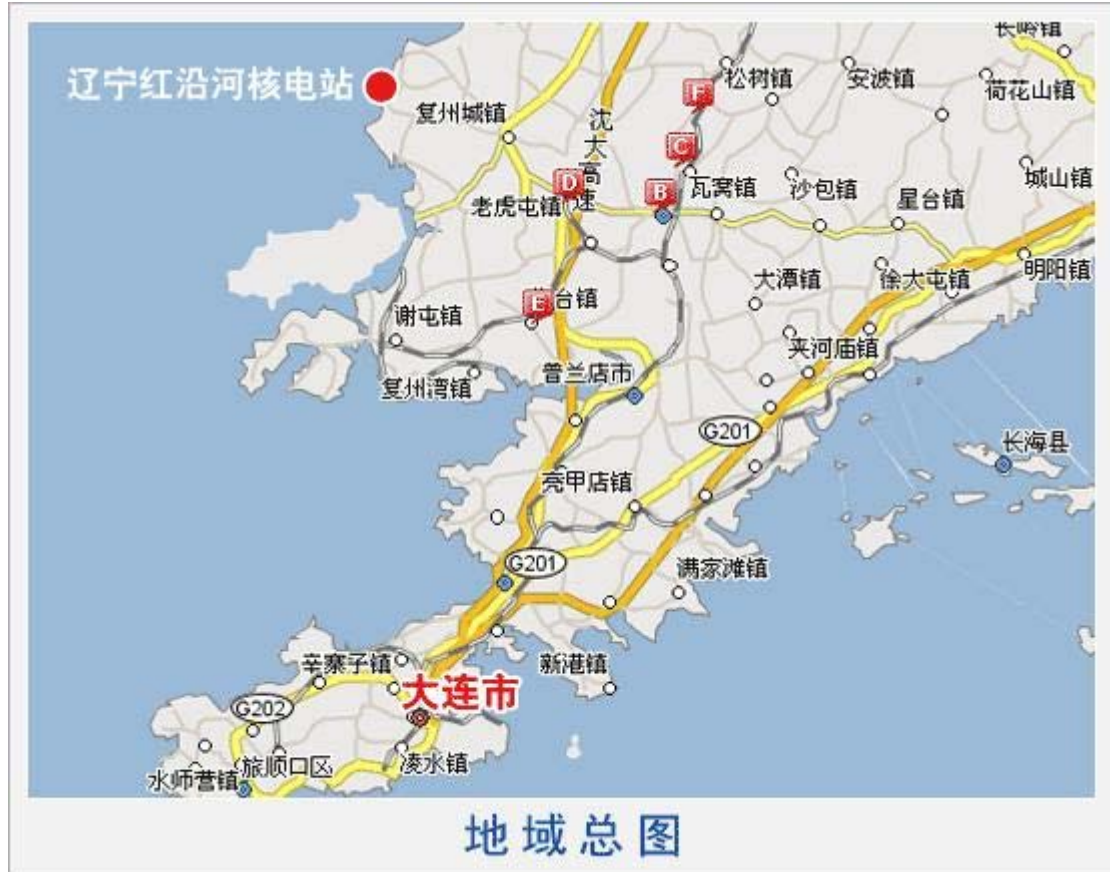 长岭镇
辽宁红沿河核电站
F
松树镇
安波镇
荷花山镇
复州城镇
沈大高速
C
D
B
瓦窝镇
沙包镇
城山镇
老虎屯镇
星台镇
大潭镇
徐大屯镇
明阳镇
E
台镇
谢屯镇
夹河庙镇
复州湾镇
普兰店市
G201
长海县
亮甲店镇
G201
满家滩镇
辛寨子镇
新港镇
大连市
G202
水师营镇
旅顺口区
凌水镇
地域总图